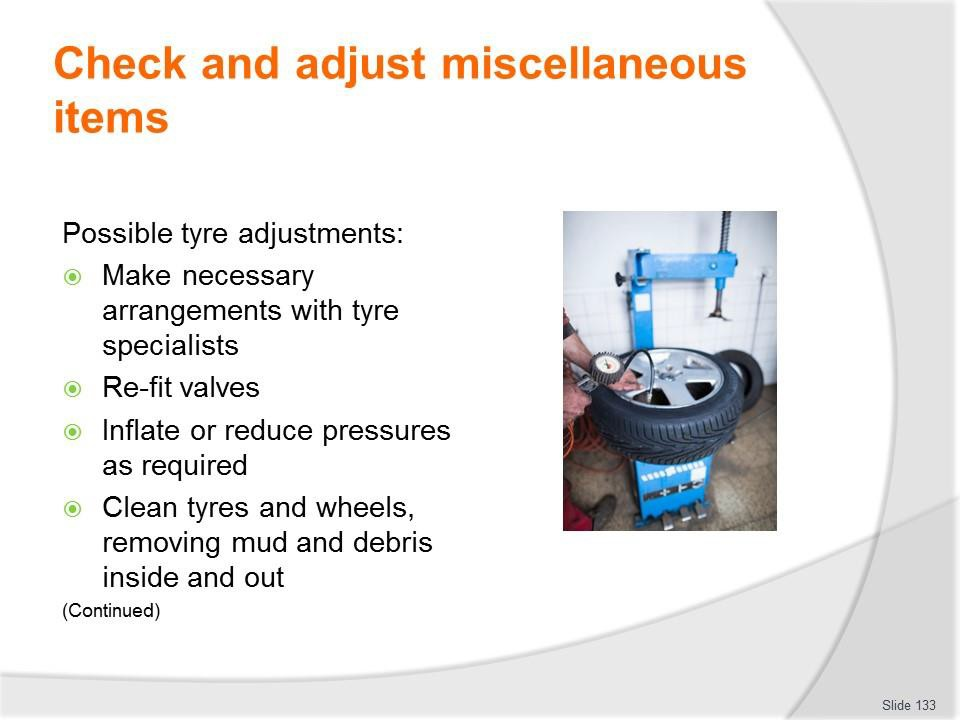 Check and adjust miscellaneous
items
Possible tyre adjustments:
Make necessary
arrangements with tyre
specialists
Re-fit valves
Inflate or reduce pressures
as required
Clean tyres and wheels,
removing mud and debris
inside and out
(Continued)
Slide 133